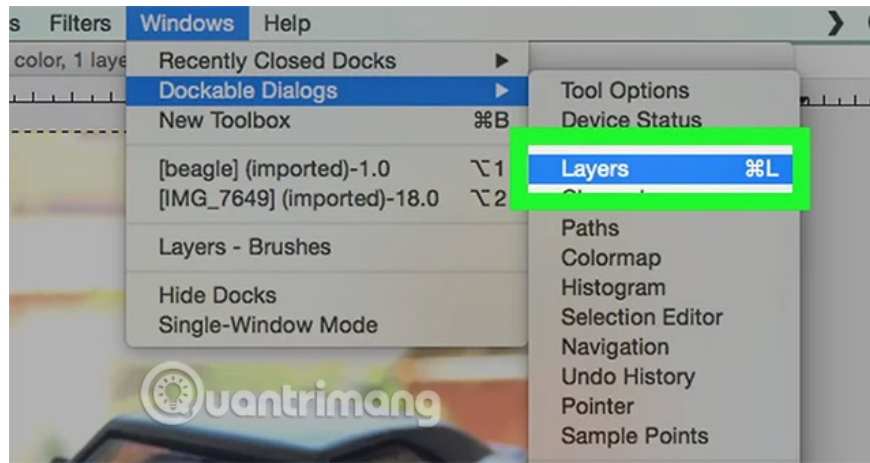 s Filters Windows Help
color, 1 laye
Recently Closed Docks
Dockable Dialogs
New Toolbox ⌘B
[beagle] (imported)-1.0 ⌥1
[IMG_7649] (imported)-18.0 ⌥2
Layers - Brushes
Hide Docks
Single-Window Mode
Tool Options
Device Status
Layers ⌘L
Paths
Colormap
Histogram
Selection Editor
Navigation
Undo History
Pointer
Sample Points
Quantrimang